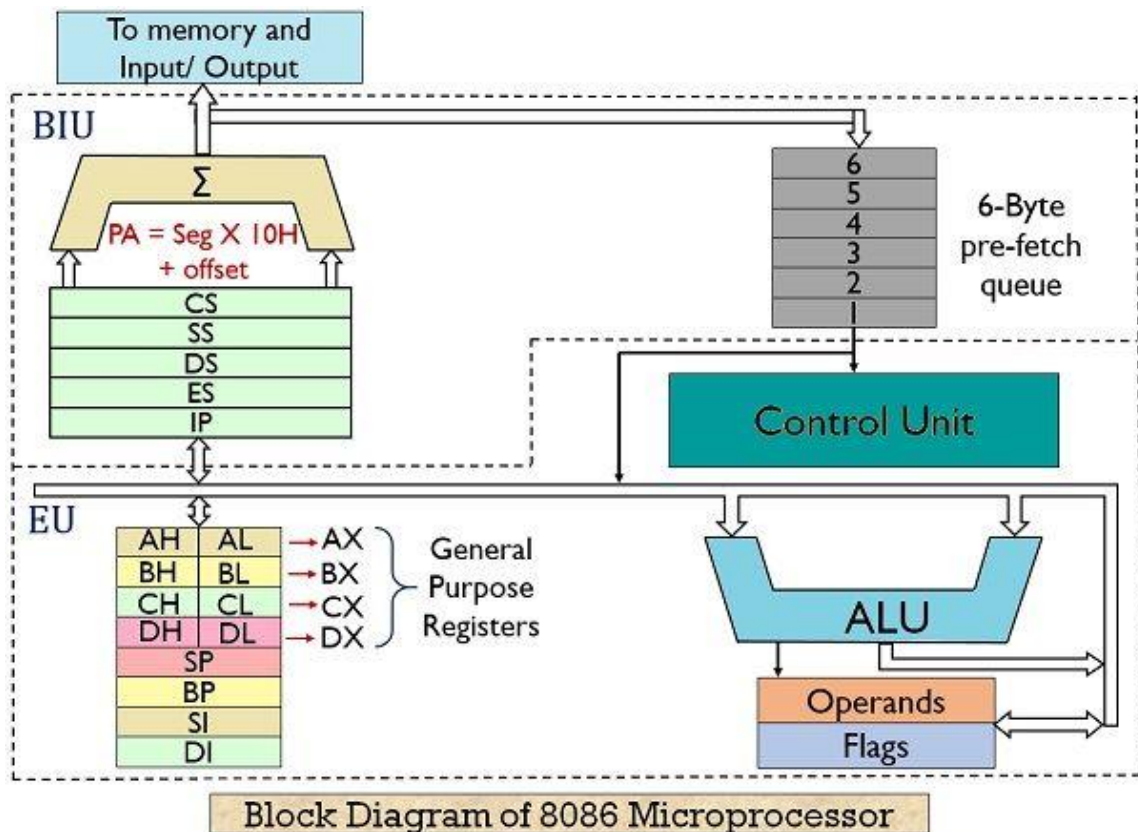 To memory and
Input/ Output
BIU
Σ
PA = Seg X 10H
+ offset
CS
SS
DS
ES
IP
6
5
4
3
2
1
6-Byte
pre-fetch
queue
Control Unit
EU
AH AL AX
BH BL BX
CH CL CX
DH DL DX
SP
BP
SI
DI
General
Purpose
Registers
ALU
Operands
Flags
Block Diagram of 8086 Microprocessor